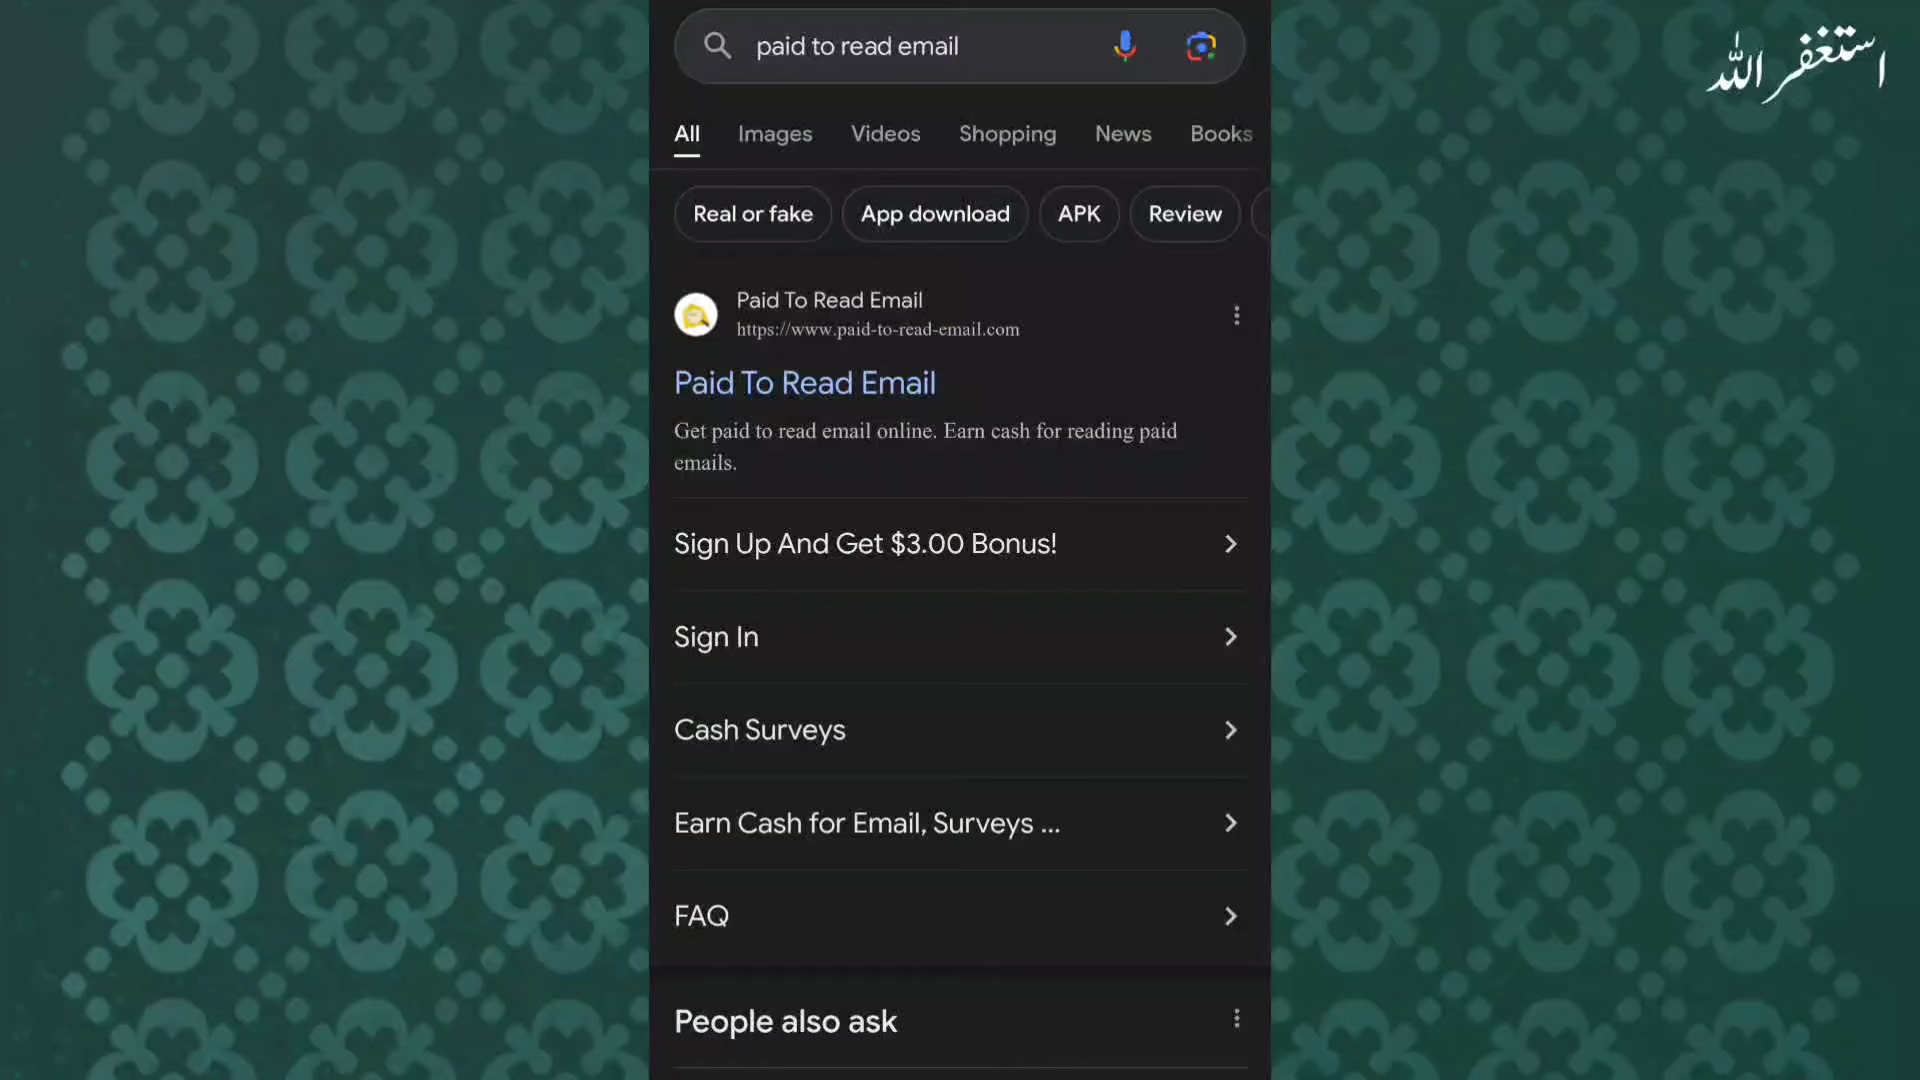 paid to read email
استغفر اللّٰه
All Images Videos Shopping News Books
Real or fake App download APK Review
Paid To Read Email
https://www.paid-to-read-email.com
Paid To Read Email
Get paid to read email online. Earn cash for reading paid
emails.
Sign Up And Get $3.00 Bonus!
Sign In
Cash Surveys
Earn Cash for Email, Surveys ...
FAQ
People also ask